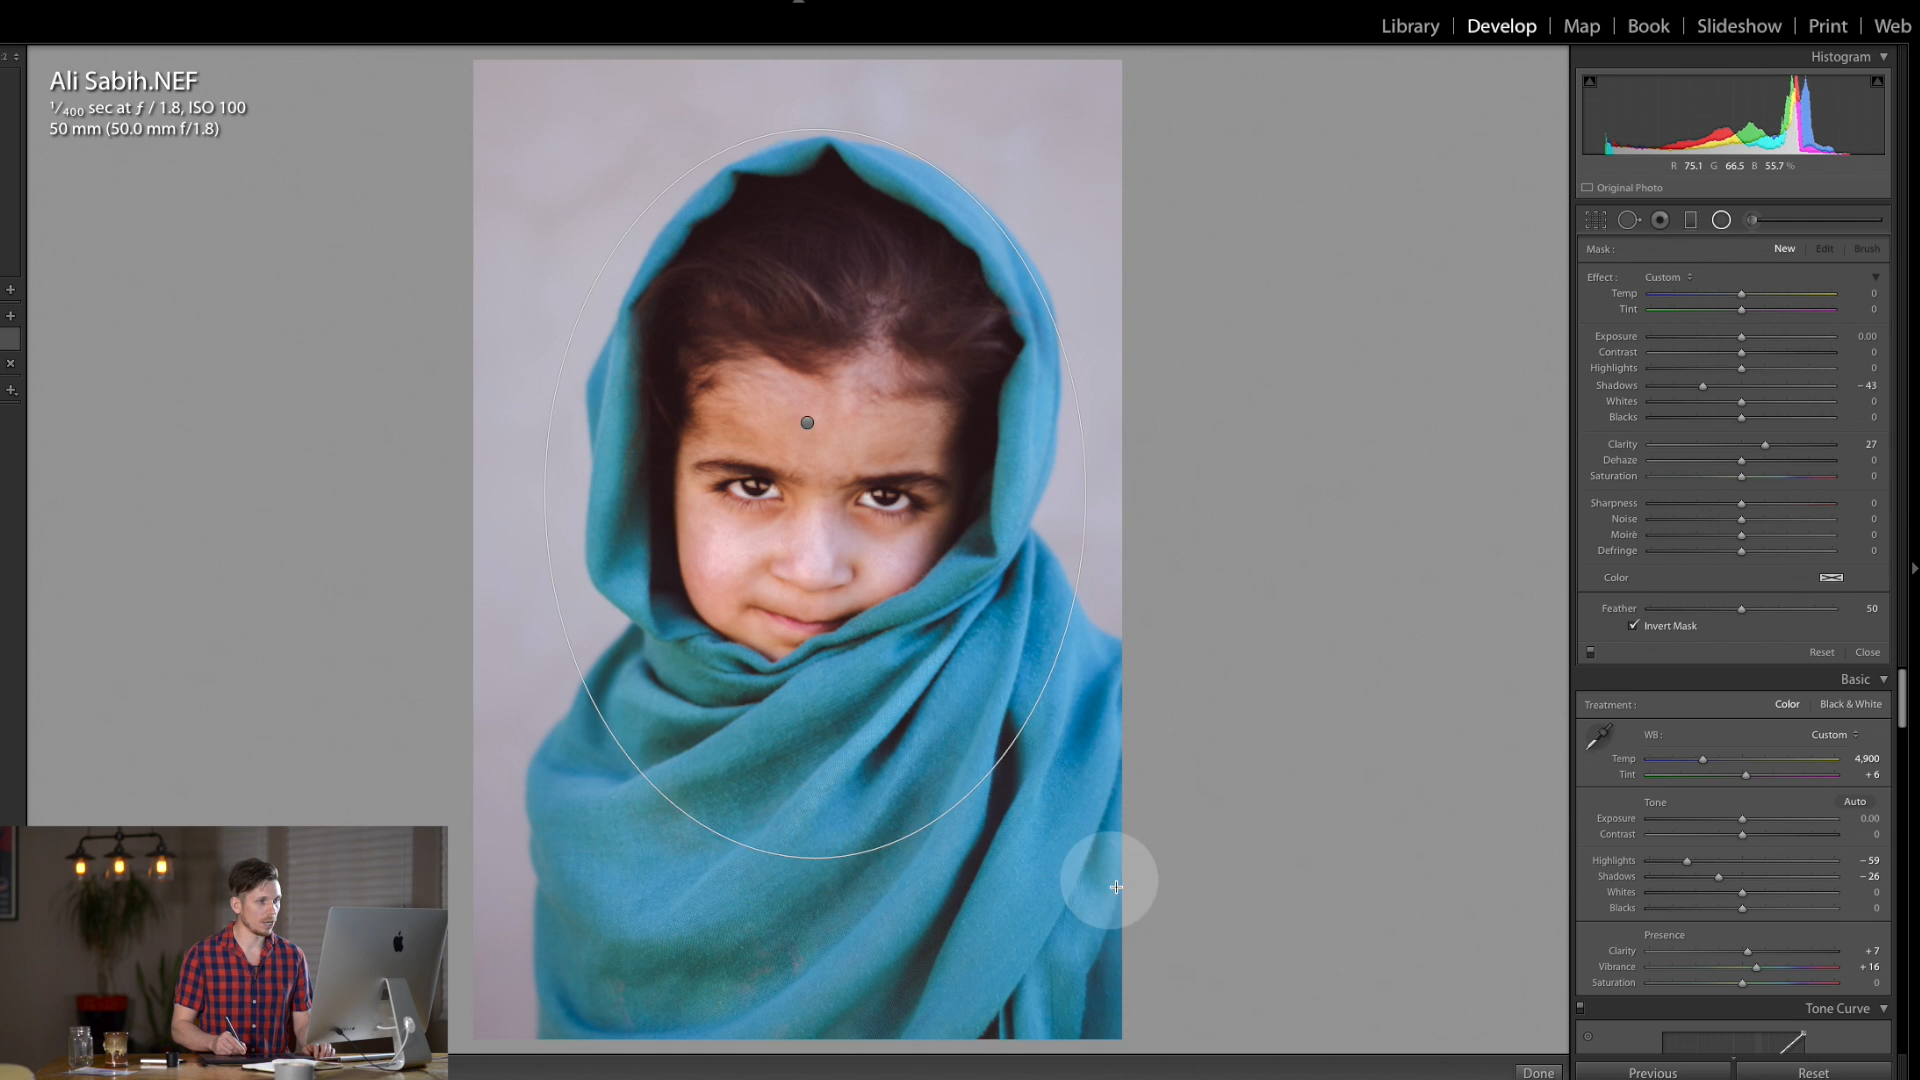 Library | Develop | Map | Book | Slideshow | Print | Web
Ali Sabih.NEF
1/400 sec at ƒ / 1.8, ISO 100
50 mm (50.0 mm f/1.8)
Histogram
R 75.1 G 66.5 B 55.7 %
Original Photo
Mask : New Edit Brush
Effect : Custom
Temp 0
Tint 0
Exposure 0.00
Contrast 0
Highlights 0
Shadows − 43
Whites 0
Blacks 0
Clarity 27
Dehaze 0
Saturation 0
Sharpness 0
Noise 0
Moiré 0
Defringe 0
Color
Feather 50
Invert Mask
Reset Close
Basic
Treatment : Color Black & White
WB : Custom
Temp 4,900
Tint + 6
Tone Auto
Exposure 0.00
Contrast 0
Highlights − 59
Shadows − 26
Whites 0
Blacks 0
Presence
Clarity + 7
Vibrance + 16
Saturation 0
Tone Curve
Done
Previous Reset